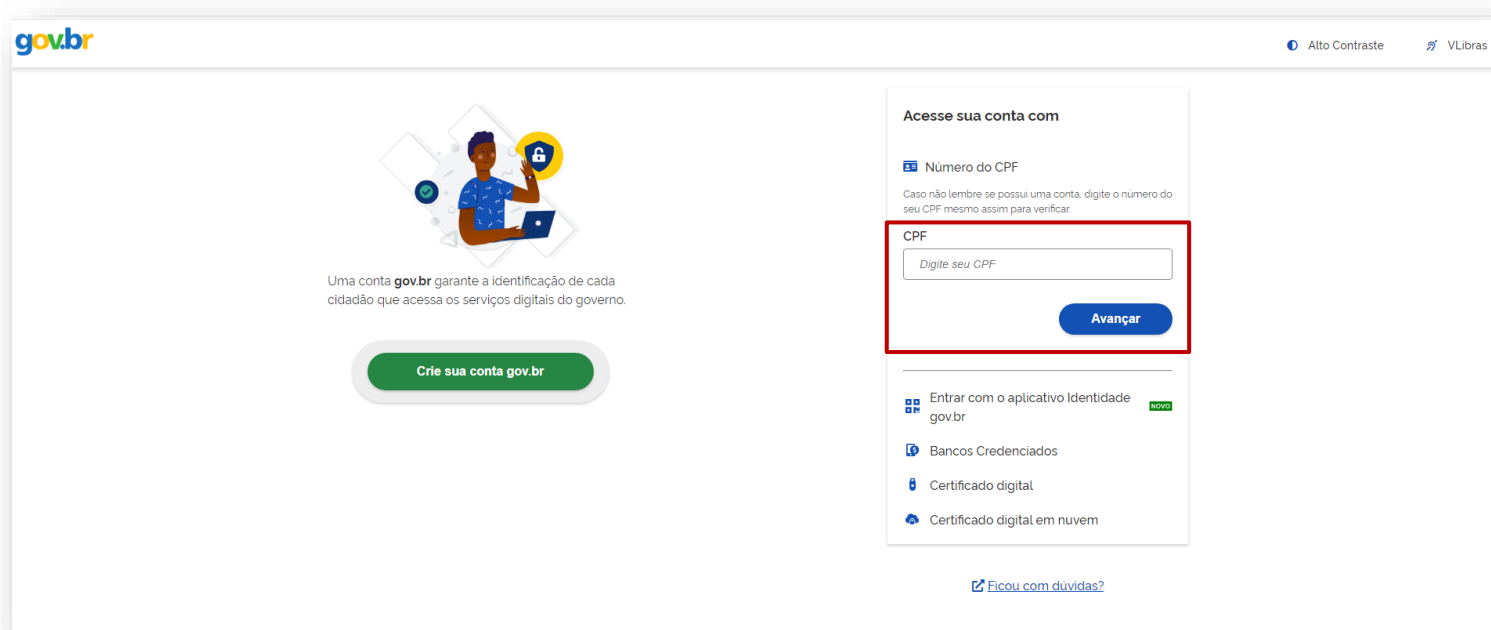 gov.br
Alto Contraste
VLibras
Uma conta gov.br garante a identificação de cada
cidadão que acessa os serviços digitais do governo.
Crie sua conta gov.br
Acesse sua conta com
Número do CPF
Caso não lembre se possui uma conta, digite o número do
seu CPF mesmo assim para verificar.
CPF
Digite seu CPF
Avançar
Entrar com o aplicativo Identidade
gov.br
NOVO
Bancos Credenciados
Certificado digital
Certificado digital em nuvem
Ficou com dúvidas?